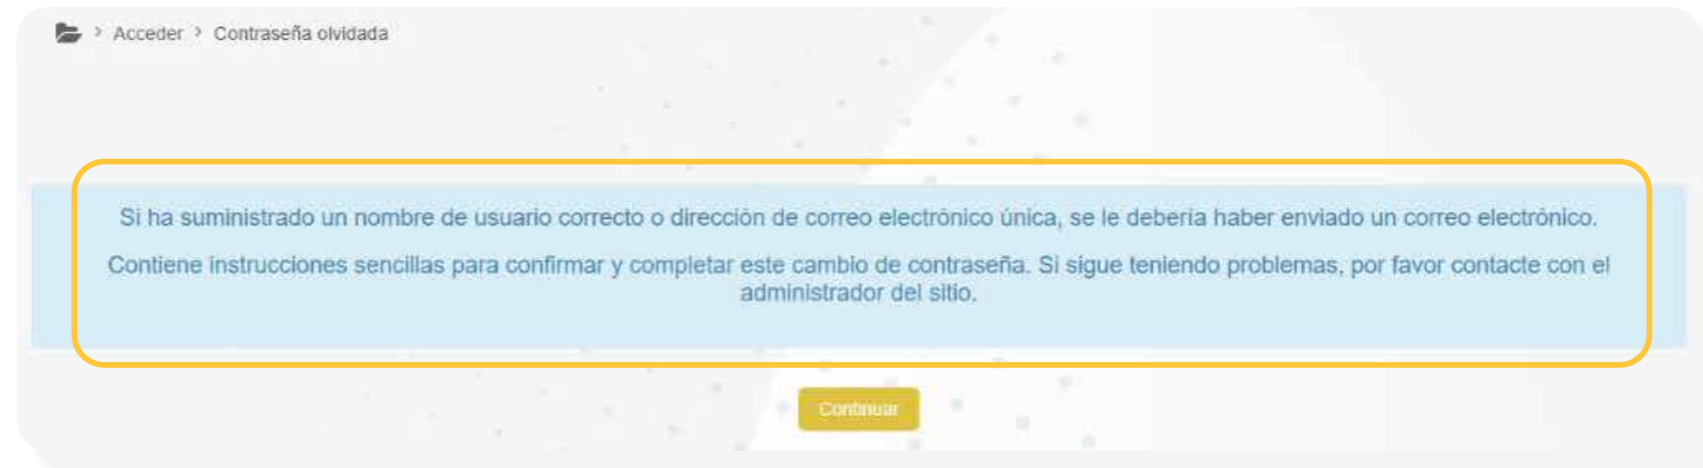 > Acceder > Contraseña olvidada
Si ha suministrado un nombre de usuario correcto o dirección de correo electrónico única, se le debería haber enviado un correo electrónico.
Contiene instrucciones sencillas para confirmar y completar este cambio de contraseña. Si sigue teniendo problemas, por favor contacte con el
administrador del sitio.
Continuar